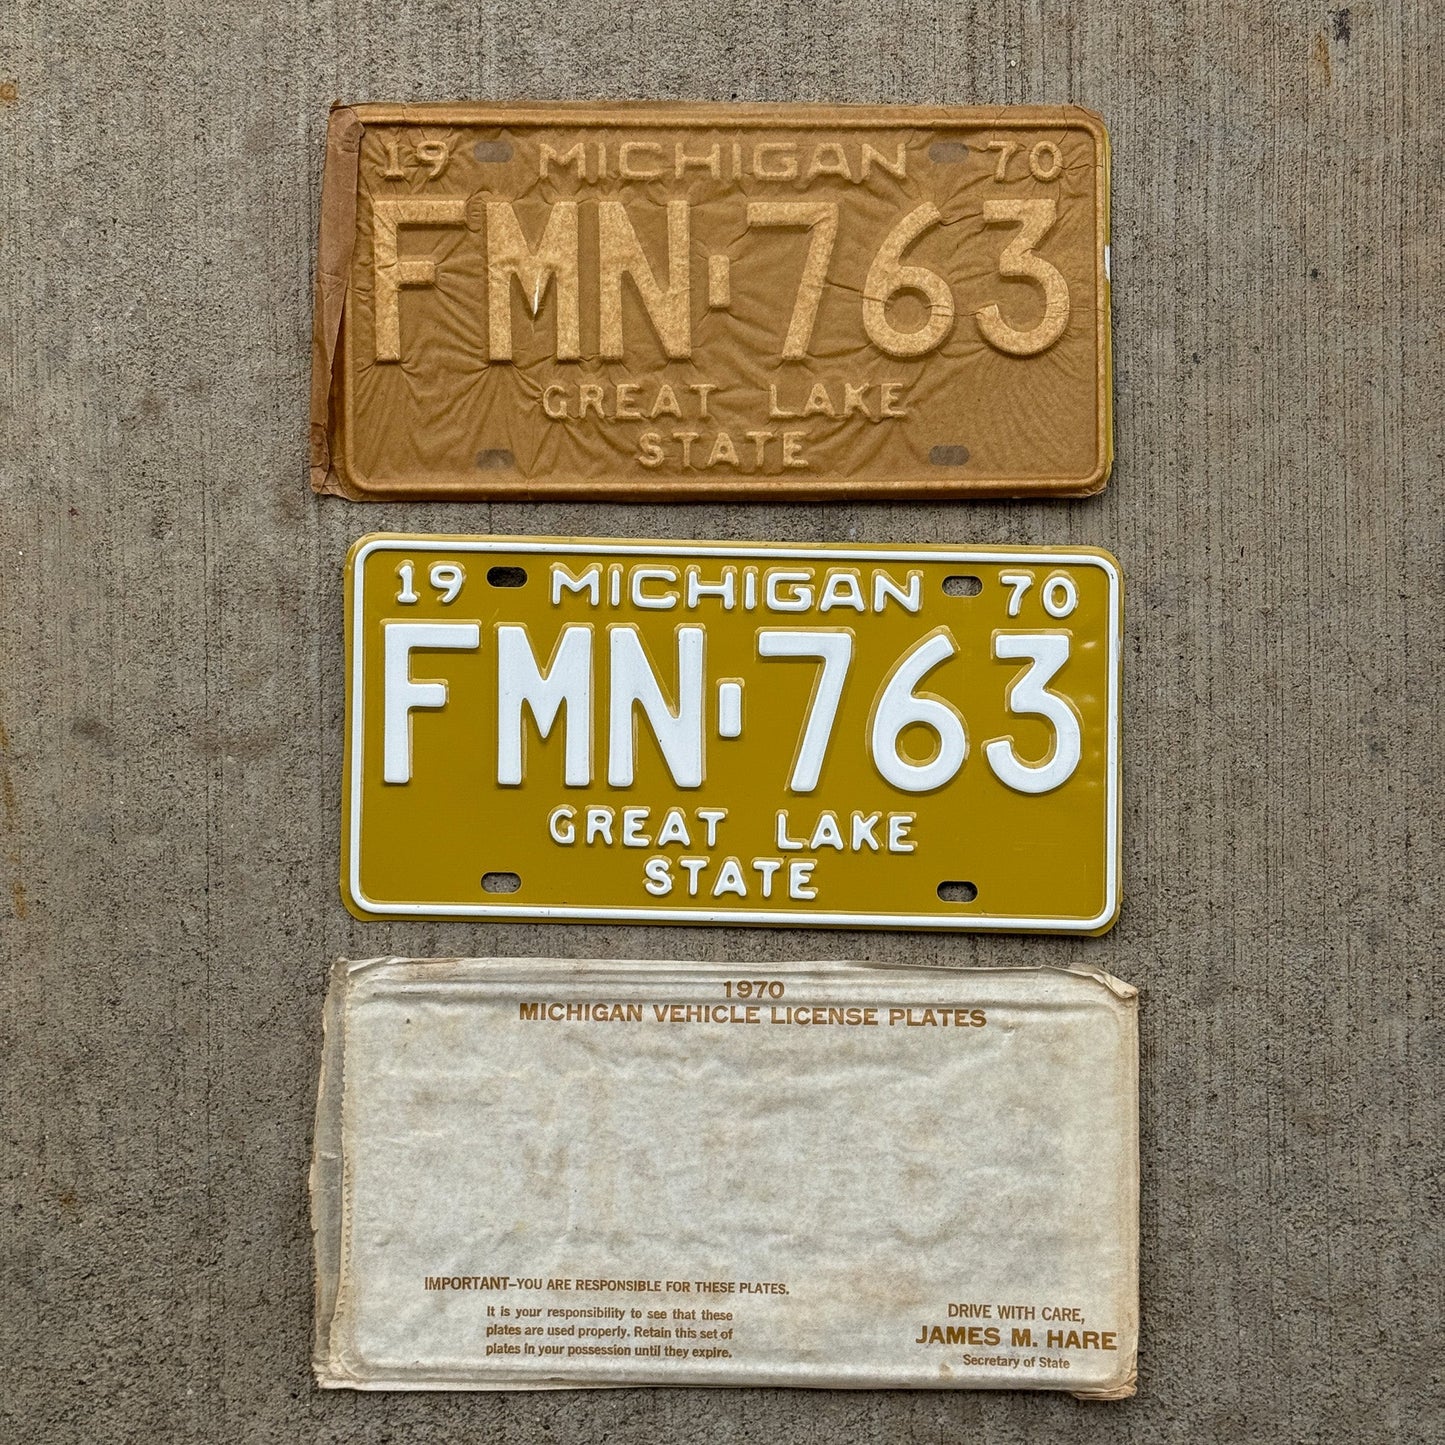 19 MICHIGAN 70
FMN-763
GREAT LAKE
STATE
19 MICHIGAN 70
FMN-763
GREAT LAKE
STATE
1970
MICHIGAN VEHICLE LICENSE PLATES
IMPORTANT–YOU ARE RESPONSIBLE FOR THESE PLATES.
It is your responsibility to see that these
plates are used properly. Retain this set of
plates in your possession until they expire.
DRIVE WITH CARE,
JAMES M. HARE
Secretary of State